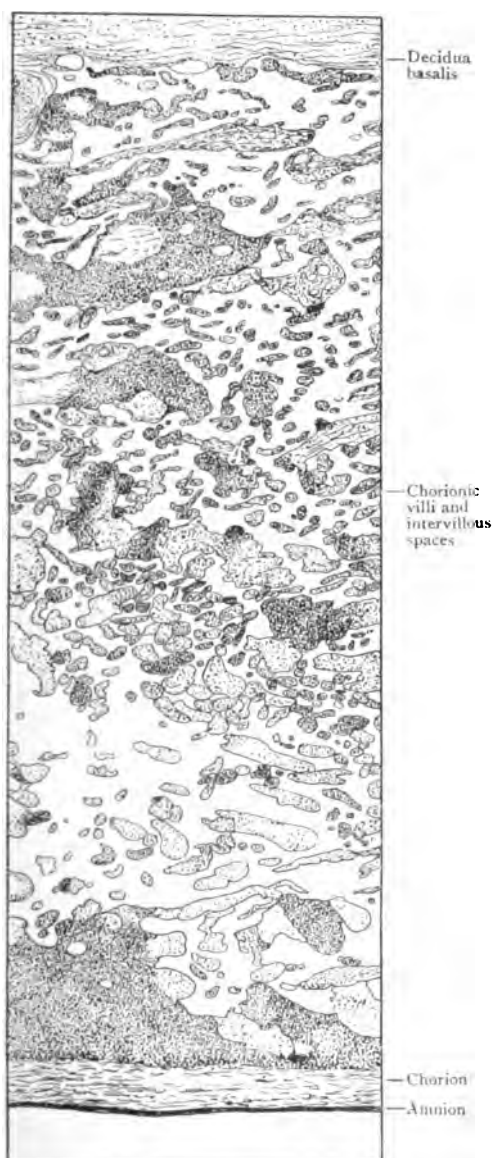 Decidua
basalis
Chorionic
villi and
intervillous
spaces
Chorion
Amnion